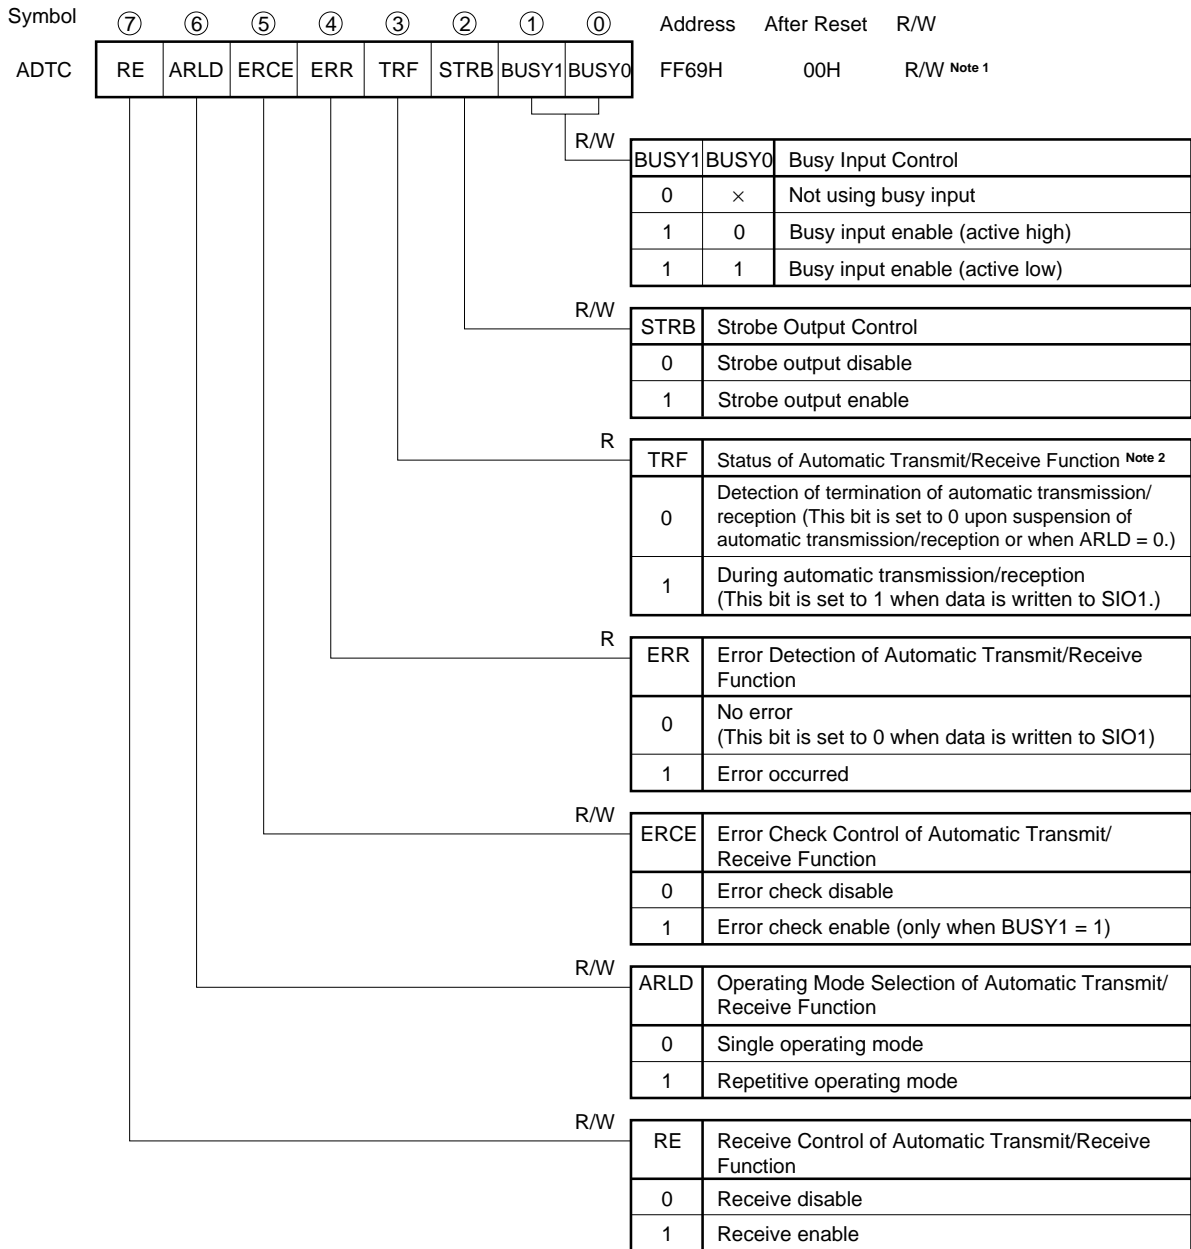 Symbol ⑦ ⑥ ⑤ ④ ③ ② ① ⓪ Address After Reset R/W
ADTC RE ARLD ERCE ERR TRF STRB BUSY1 BUSY0 FF69H 00H R/W Note 1
R/W
BUSY1 BUSY0 Busy Input Control
0 × Not using busy input
1 0 Busy input enable (active high)
1 1 Busy input enable (active low)
R/W
STRB Strobe Output Control
0 Strobe output disable
1 Strobe output enable
R
TRF Status of Automatic Transmit/Receive Function Note 2
0 Detection of termination of automatic transmission/
reception (This bit is set to 0 upon suspension of
automatic transmission/reception or when ARLD = 0.)
1 During automatic transmission/reception
(This bit is set to 1 when data is written to SIO1.)
R
ERR Error Detection of Automatic Transmit/Receive
Function
0 No error
(This bit is set to 0 when data is written to SIO1)
1 Error occurred
R/W
ERCE Error Check Control of Automatic Transmit/
Receive Function
0 Error check disable
1 Error check enable (only when BUSY1 = 1)
R/W
ARLD Operating Mode Selection of Automatic Transmit/
Receive Function
0 Single operating mode
1 Repetitive operating mode
R/W
RE Receive Control of Automatic Transmit/Receive
Function
0 Receive disable
1 Receive enable